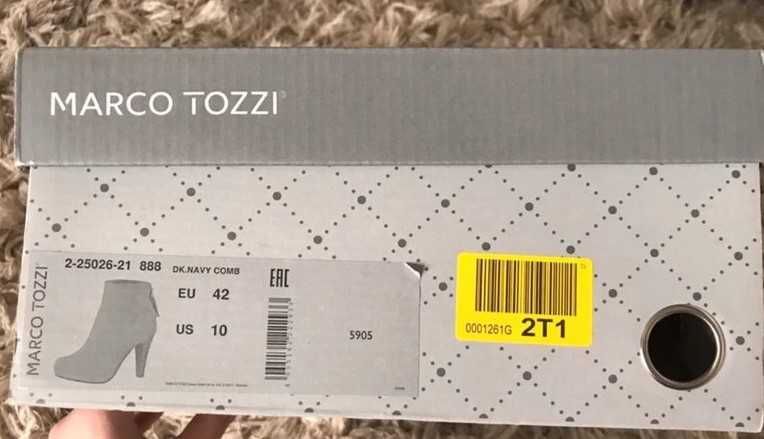 MARCO TOZZI
2-25026-21 888 DK.NAVY COMB
EAC
MARCO TOZZI
EU 42
US 10
5905
0001261G 2T1